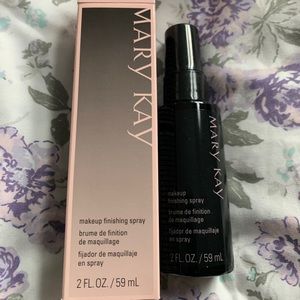 MARY KAY
makeup finishing spray
brume de finition
de maquillage
fijador de maquillaje
en spray
2 FL. OZ. / 59 mL
MARY KAY
makeup
finishing spray
brume de finition
de maquillage
fijador de maquillaje
en spray
2 FL. OZ. / 59 mL